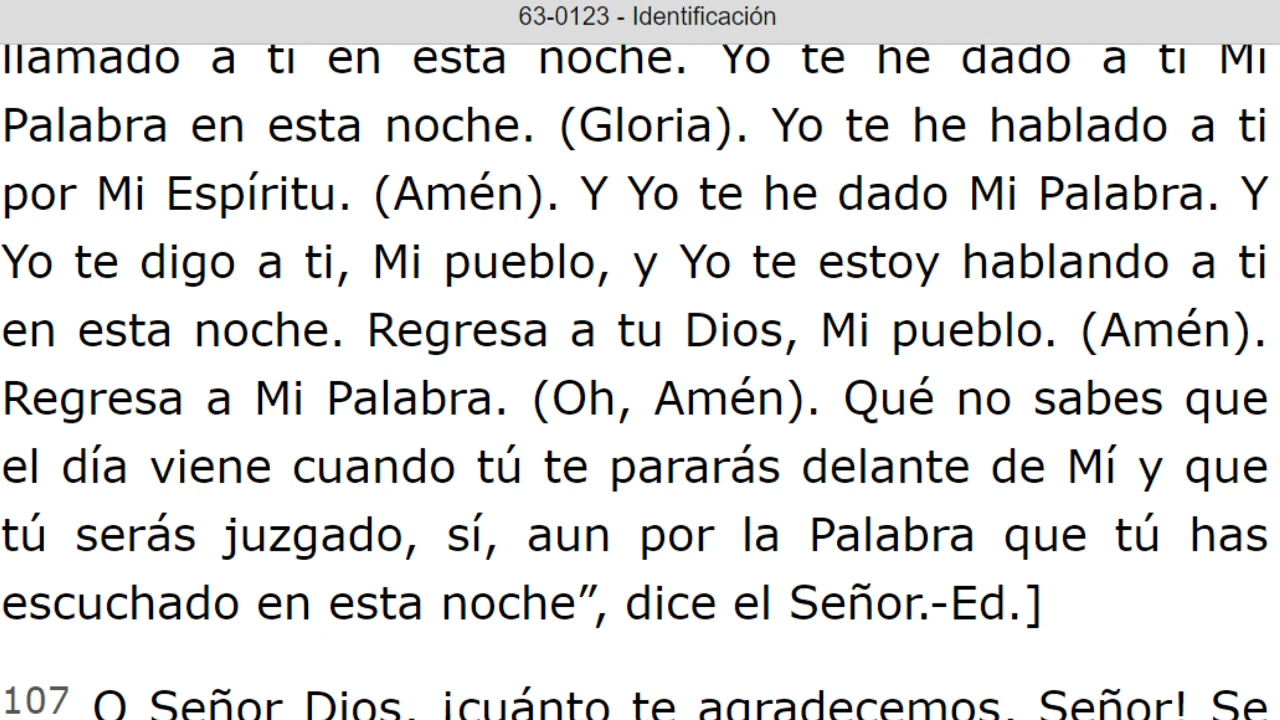 63-0123 - Identificación
llamado a ti en esta noche. Yo te he dado a ti Mi
Palabra en esta noche. (Gloria). Yo te he hablado a ti
por Mi Espíritu. (Amén). Y Yo te he dado Mi Palabra. Y
Yo te digo a ti, Mi pueblo, y Yo te estoy hablando a ti
en esta noche. Regresa a tu Dios, Mi pueblo. (Amén).
Regresa a Mi Palabra. (Oh, Amén). Qué no sabes que
el día viene cuando tú te pararás delante de Mí y que
tú serás juzgado, sí, aun por la Palabra que tú has
escuchado en esta noche”, dice el Señor.-Ed.]
107 O Señor Dios, ¡cuánto te agradecemos, Señor! Se